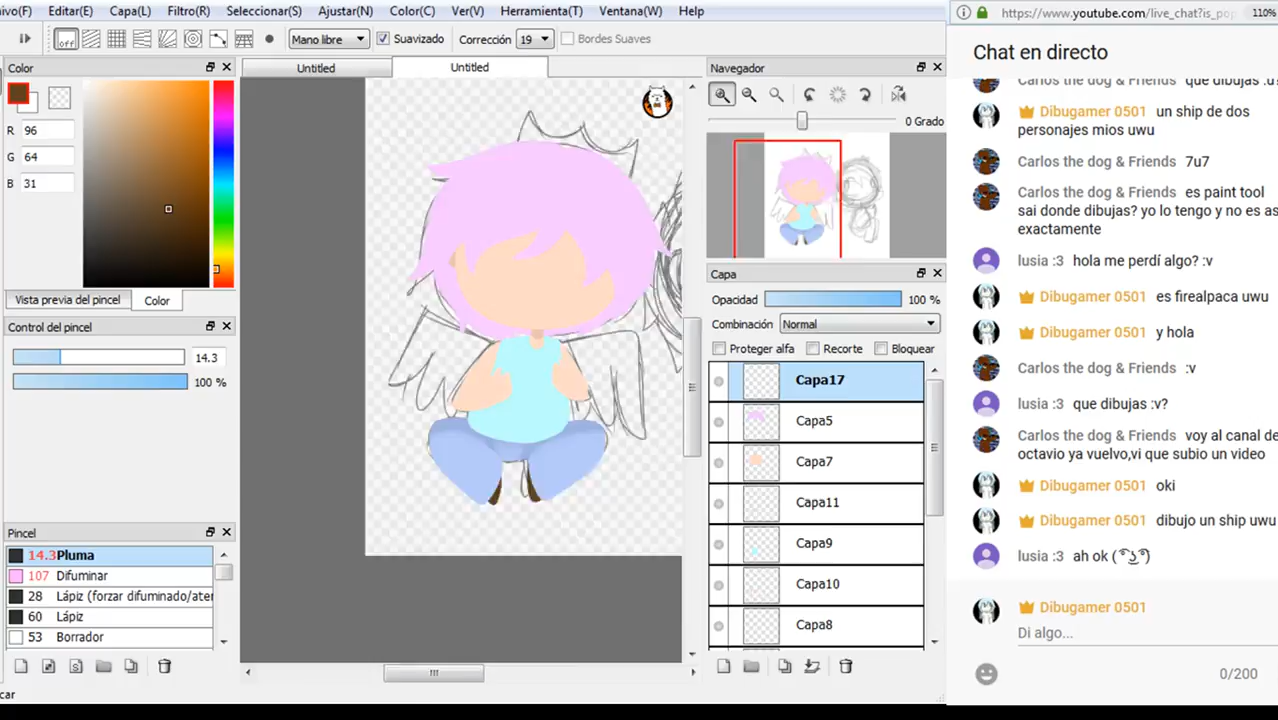 ivo(F) Editar(E) Capa(L) Filtro(R) Seleccionar(S) Ajustar(N) Color(C) Ver(V) Herramienta(T) Ventana(W) Help
off Mano libre Suavizado Corrección 19 Bordes Suaves
Color
R 96
G 64
B 31
Vista previa del pincel Color
Control del pincel
14.3
100 %
Pincel
14.3 Pluma
107 Difuminar
28 Lápiz (forzar difuminado/ater
60 Lápiz
53 Borrador
car
Untitled Untitled
Navegador
0 Grado
Capa
Opacidad 100 %
Combinación Normal
Proteger alfa Recorte Bloquear
Capa17
Capa5
Capa7
Capa11
Capa9
Capa10
Capa8
https://www.youtube.com/live_chat?is_pop 110%
Chat en directo
Carlos the dog & Friends que dibujas :u?
Dibugamer 0501 un ship de dos
personajes mios uwu
Carlos the dog & Friends 7u7
Carlos the dog & Friends es paint tool
sai donde dibujas? yo lo tengo y no es as
exactamente
lusia :3 hola me perdí algo? :v
Dibugamer 0501 es firealpaca uwu
Dibugamer 0501 y hola
Carlos the dog & Friends :v
lusia :3 que dibujas :v?
Carlos the dog & Friends voy al canal de
octavio ya vuelvo,vi que subio un video
Dibugamer 0501 oki
Dibugamer 0501 dibujo un ship uwu
lusia :3 ah ok ( ͡° ͜ʖ ͡°)
Dibugamer 0501
Di algo...
0/200